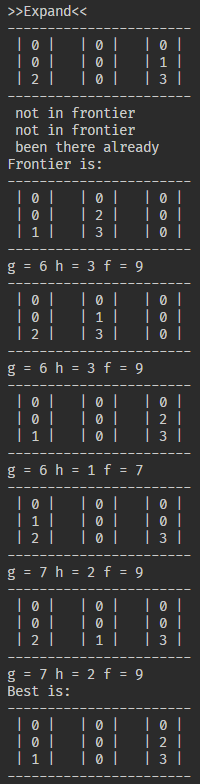 >>Expand<<
-----------------------
 | 0 |   | 0 |   | 0 |
 | 0 |   | 0 |   | 1 |
 | 2 |   | 0 |   | 3 |
-----------------------
 not in frontier
 not in frontier
 been there already
Frontier is:
-----------------------
 | 0 |   | 0 |   | 0 |
 | 0 |   | 2 |   | 0 |
 | 1 |   | 3 |   | 0 |
-----------------------
g = 6 h = 3 f = 9
-----------------------
 | 0 |   | 0 |   | 0 |
 | 0 |   | 1 |   | 0 |
 | 2 |   | 3 |   | 0 |
-----------------------
g = 6 h = 3 f = 9
-----------------------
 | 0 |   | 0 |   | 0 |
 | 0 |   | 0 |   | 2 |
 | 1 |   | 0 |   | 3 |
-----------------------
g = 6 h = 1 f = 7
-----------------------
 | 0 |   | 0 |   | 0 |
 | 1 |   | 0 |   | 0 |
 | 2 |   | 0 |   | 3 |
-----------------------
g = 7 h = 2 f = 9
-----------------------
 | 0 |   | 0 |   | 0 |
 | 0 |   | 0 |   | 0 |
 | 2 |   | 1 |   | 3 |
-----------------------
g = 7 h = 2 f = 9
Best is:
-----------------------
 | 0 |   | 0 |   | 0 |
 | 0 |   | 0 |   | 2 |
 | 1 |   | 0 |   | 3 |
-----------------------